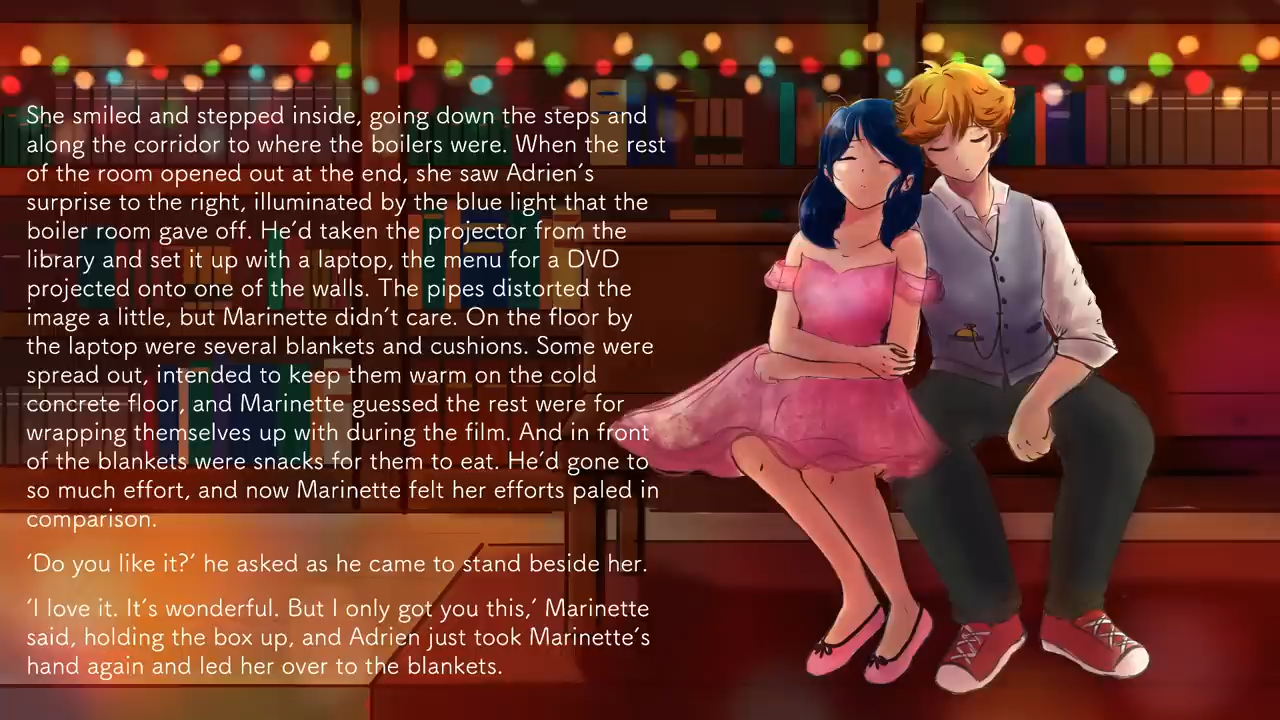 She smiled and stepped inside, going down the steps and
along the corridor to where the boilers were. When the rest
of the room opened out at the end, she saw Adrien's
surprise to the right, illuminated by the blue light that the
boiler room gave off. He'd taken the projector from the
library and set it up with a laptop, the menu for a DVD
projected onto one of the walls. The pipes distorted the
image a little, but Marinette didn't care. On the floor by
the laptop were several blankets and cushions. Some were
spread out, intended to keep them warm on the cold
concrete floor, and Marinette guessed the rest were for
wrapping themselves up with during the film. And in front
of the blankets were snacks for them to eat. He'd gone to
so much effort, and now Marinette felt her efforts paled in
comparison.
'Do you like it?' he asked as he came to stand beside her.
'I love it. It's wonderful. But I only got you this,' Marinette
said, holding the box up, and Adrien just took Marinette's
hand again and led her over to the blankets.